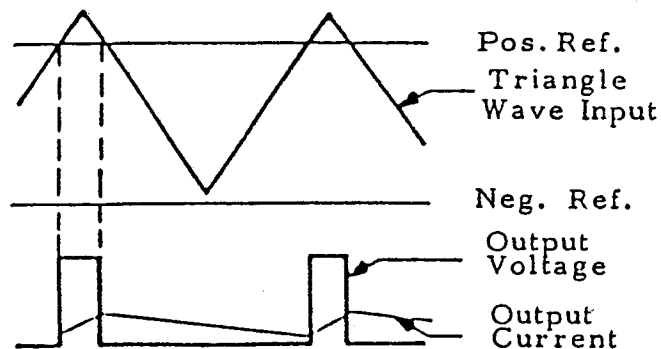 Pos. Ref.
Triangle
Wave Input
Neg. Ref.
Output
Voltage
Output
Current